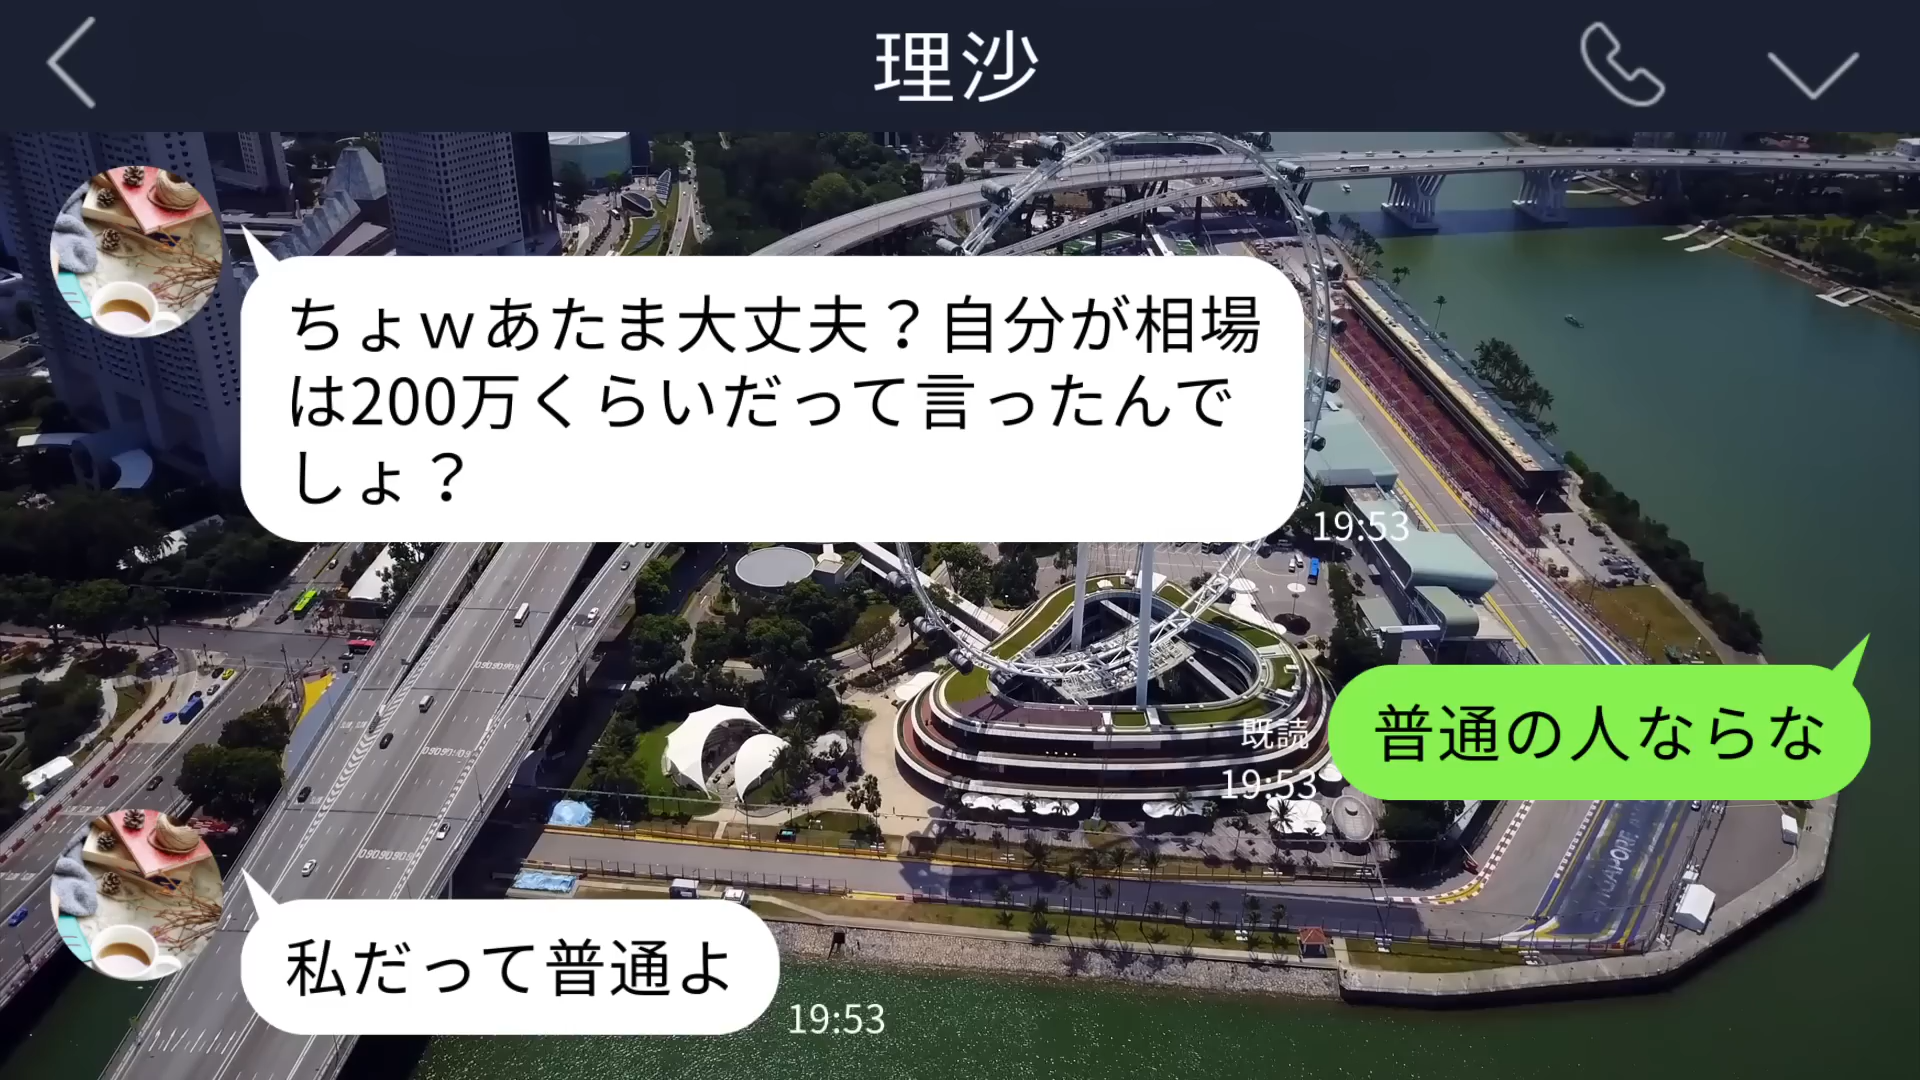 理沙
ちょwあたま大丈夫？自分が相場
は200万くらいだって言ったんで
しょ？
19:53
普通の人ならな
既読
19:53
私だって普通よ
19:53